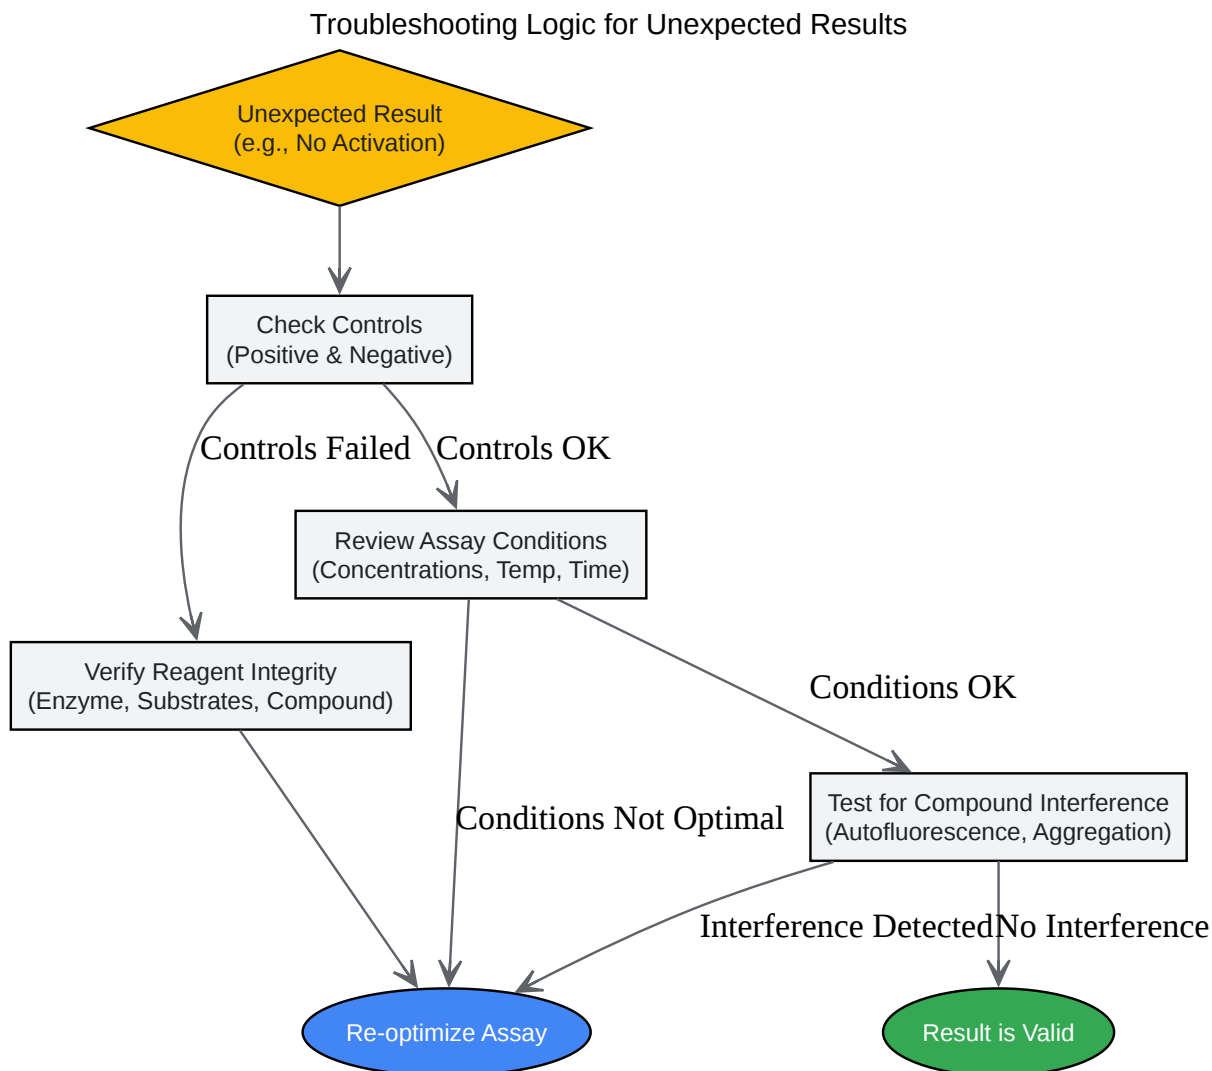 Troubleshooting Logic for Unexpected Results
Unexpected Result
(e.g., No Activation)
Check Controls
(Positive & Negative)
Controls Failed
Controls OK
Review Assay Conditions
(Concentrations, Temp, Time)
Verify Reagent Integrity
(Enzyme, Substrates, Compound)
Conditions OK
Conditions Not Optimal
Test for Compound Interference
(Autofluorescence, Aggregation)
Interference Detected
No Interference
Re-optimize Assay
Result is Valid